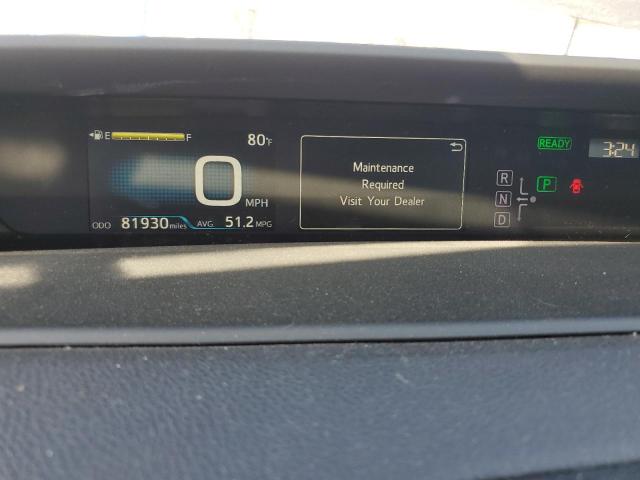 E F 80°F
0 MPH
ODO 81930 miles AVG. 51.2 MPG
Maintenance
Required
Visit Your Dealer
READY
3:24
R
N P
D